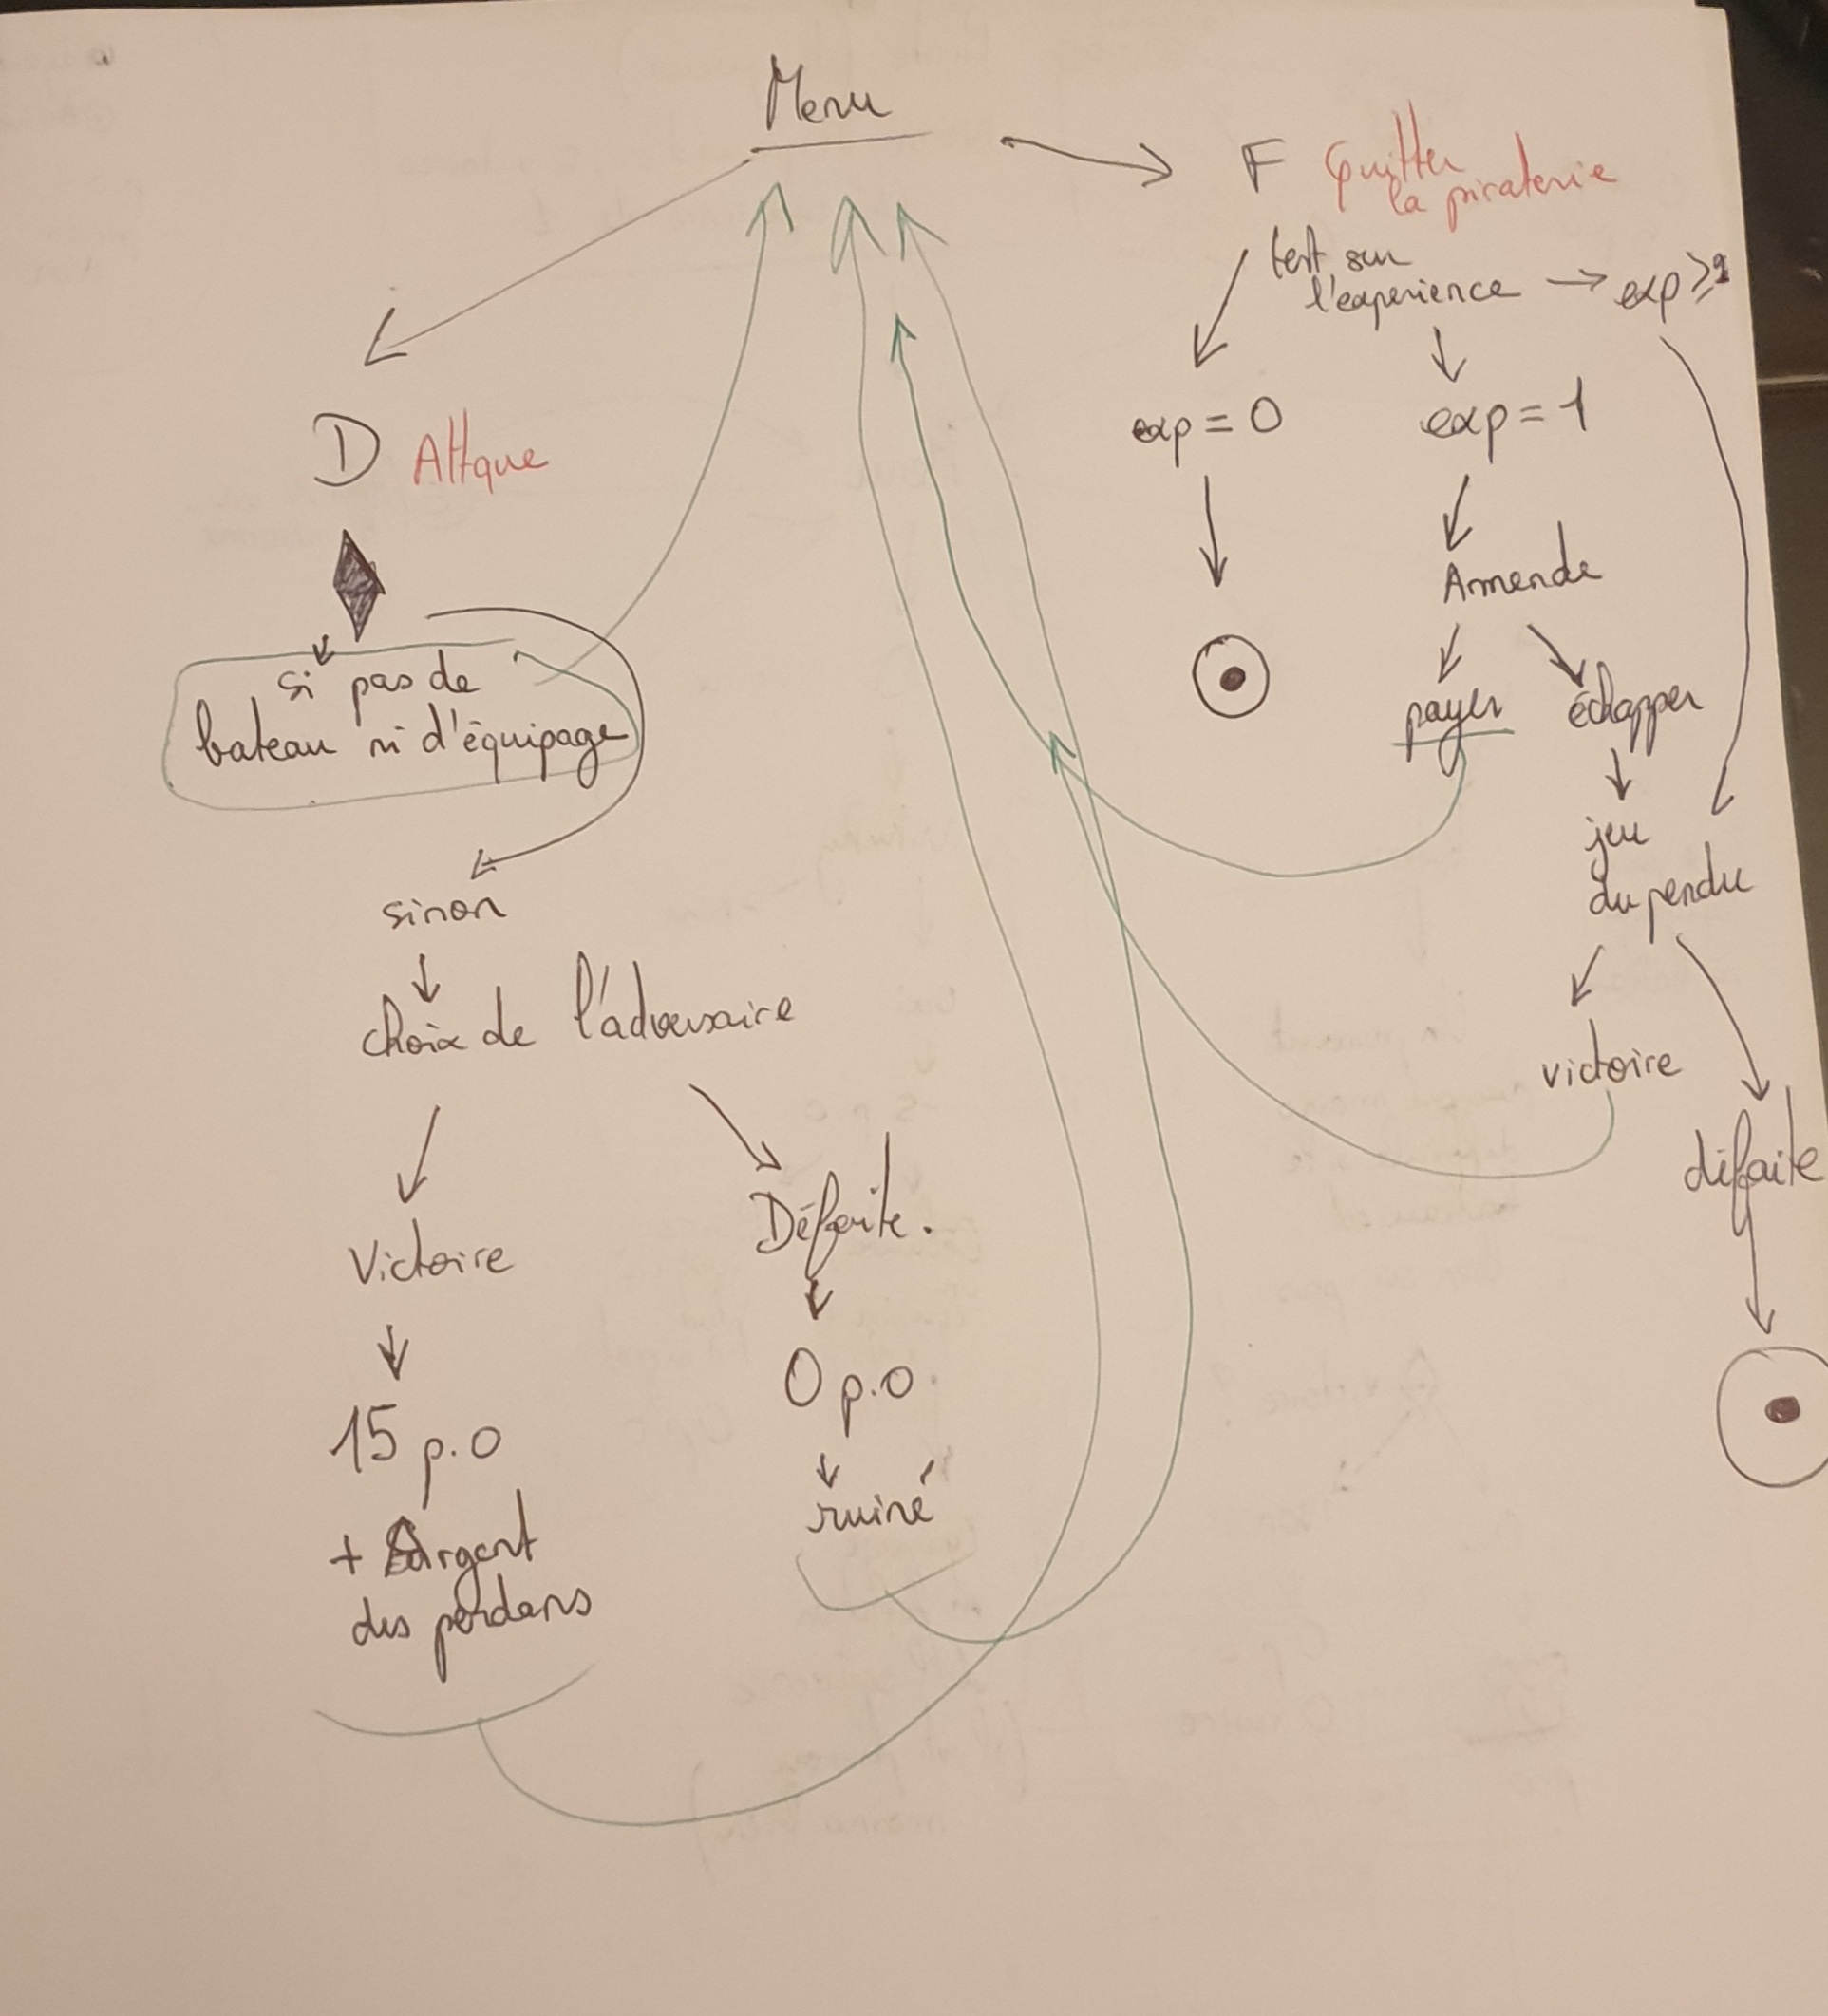 Menu
F Quitter
la piraterie
test sur
l'experience → exp ≥
exp = 0
exp = 1
D Attque
Amende
si pas de
bateau ni d'équipage
payer
échapper
jeu
du pendu
sinon
choix de l'adversaire
victoire
défaite
Victoire
Défaite.
15 p.o
+ Argent
des perdans
0 p.o
ruiné